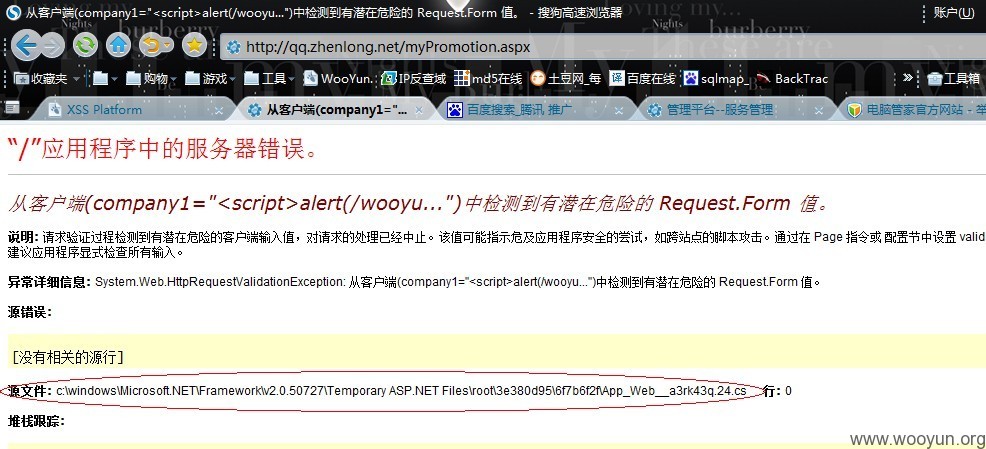 从客户端(company1="<script>alert(/wooyu...")中检测到有潜在危险的 Request.Form 值。 - 搜狗高速浏览器
账户(U)
Nights
burberry
Nights
burberry
http://qq.zhenlong.net/myPromotion.aspx
收藏夹
购物
游戏
工具
WooYun.
IP反查域
md5在线
土豆网_每
百度在线
sqlmap
BackTrac
»
工具箱
XSS Platform
从客户端(company1="...
百度搜索_腾讯 推广
管理平台--服务管理
电脑管家官方网站 - 举
“/”应用程序中的服务器错误。
从客户端(company1="<script>alert(/wooyu...")中检测到有潜在危险的 Request.Form 值。
说明: 请求验证过程检测到有潜在危险的客户端输入值，对请求的处理已经中止。该值可能指示危及应用程序安全的尝试，如跨站点的脚本攻击。通过在 Page 指令或 配置节中设置 valid
建议应用程序显式检查所有输入。
异常详细信息: System.Web.HttpRequestValidationException: 从客户端(company1="<script>alert(/wooyu...")中检测到有潜在危险的 Request.Form 值。
源错误:
[没有相关的源行]
源文件: c:\windows\Microsoft.NET\Framework\v2.0.50727\Temporary ASP.NET Files\root\3e380d95\6f7b6f2f\App_Web__a3rk43q.24.cs 行: 0
堆栈跟踪:
www.wooyun.org